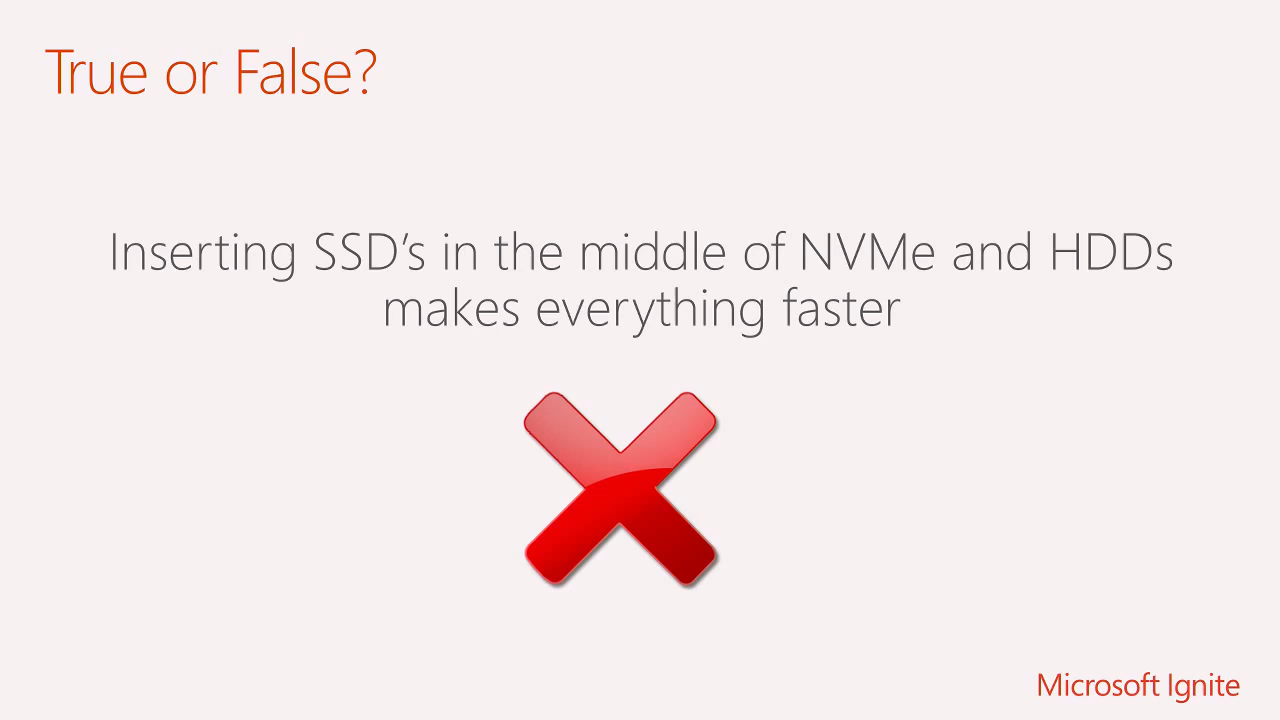 True or False?
Inserting SSD’s in the middle of NVMe and HDDs
makes everything faster
Microsoft Ignite